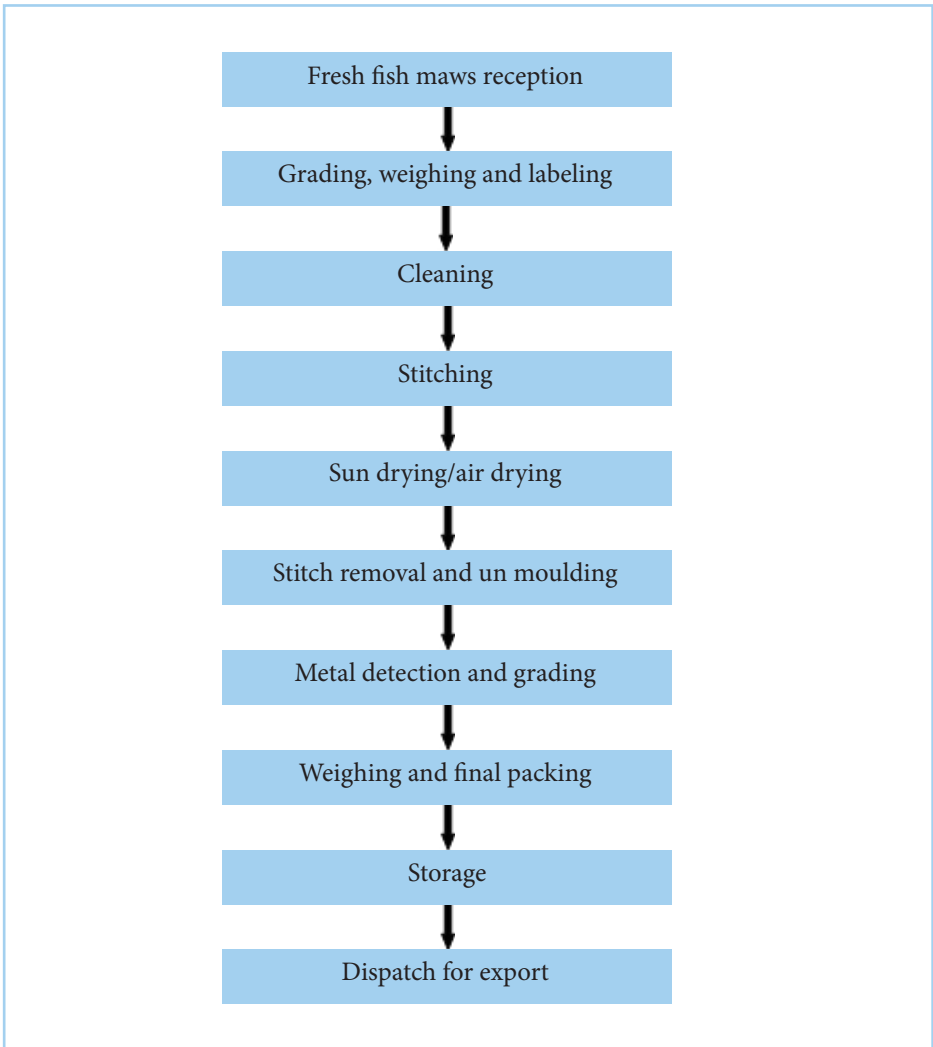 Fresh fish maws reception
Grading, weighing and labeling
Cleaning
Stitching
Sun drying/air drying
Stitch removal and un moulding
Metal detection and grading
Weighing and final packing
Storage
Dispatch for export